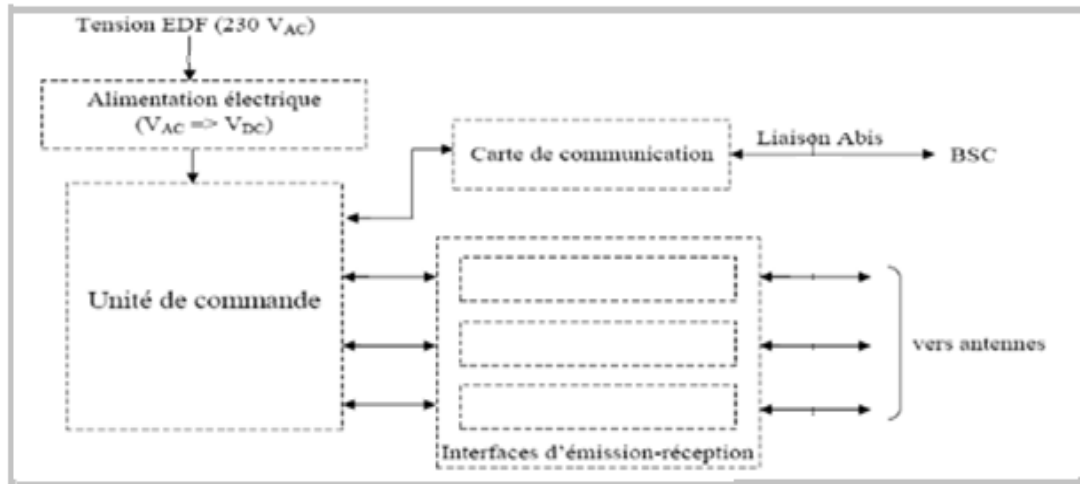 Tension EDF (230 VAC)
Alimentation électrique
(VAC => VDC)
Carte de communication
Liaison Abis
BSC
Unité de commande
vers antennes
Interfaces d'émission-réception